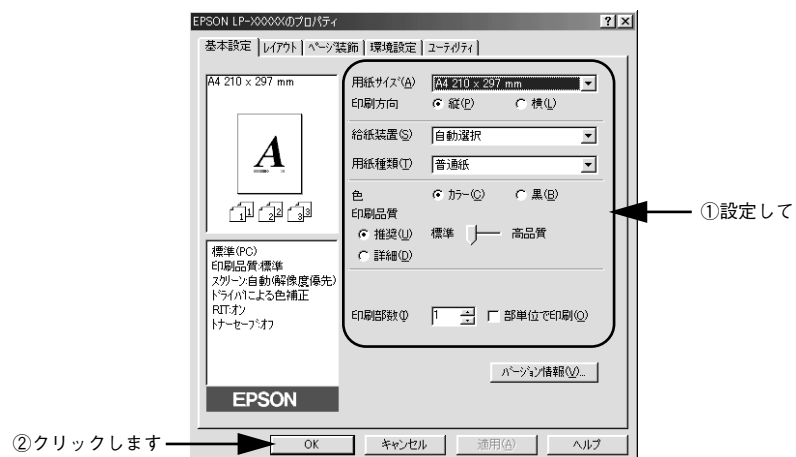 EPSON LP-XXXXXのプロパティ
基本設定 レイアウト ページ装飾 環境設定 ユーティリティ
A4 210 x 297 mm
A
1 1 2 2 3 3
標準(PC)
印刷品質:標準
スクリーン:自動(解像度優先)
ドライバによる色補正
RIT:オン
トナーセーブ:オフ
EPSON
用紙サイズ(A) A4 210 x 297 mm
印刷方向 縦(P) 横(L)
給紙装置(S) 自動選択
用紙種類(T) 普通紙
色 カラー(C) 黒(B)
印刷品質
推奨(U) 標準 高品質
詳細(D)
印刷部数(I) 1 部単位で印刷(O)
バージョン情報(V)...
①設定して
②クリックします
OK キャンセル 適用(A) ヘルプ